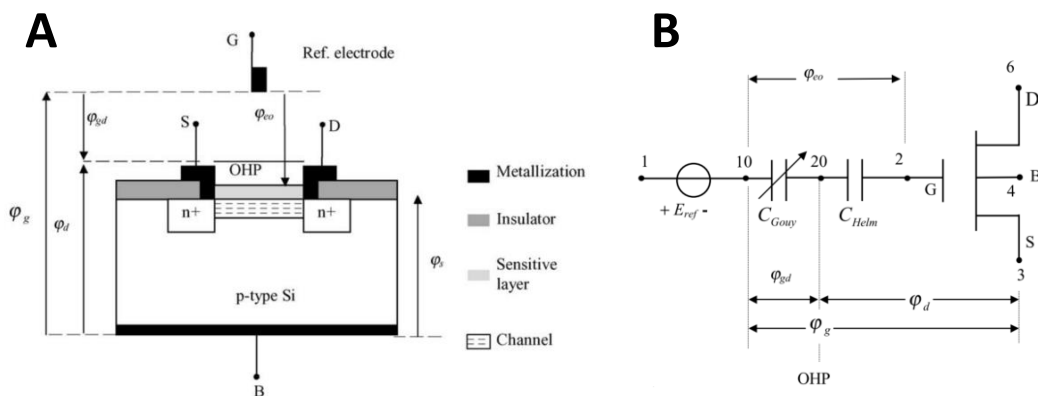 A
G
Ref. electrode
φgd
φeo
S
D
OHP
φg
φd
n+
n+
φs
p-type Si
B
Metallization
Insulator
Sensitive
layer
Channel
B
φeo
6
D
1
10
20
2
B
4
G
+ Eref -
CGouy
CHelm
S
3
φgd
φd
φg
OHP